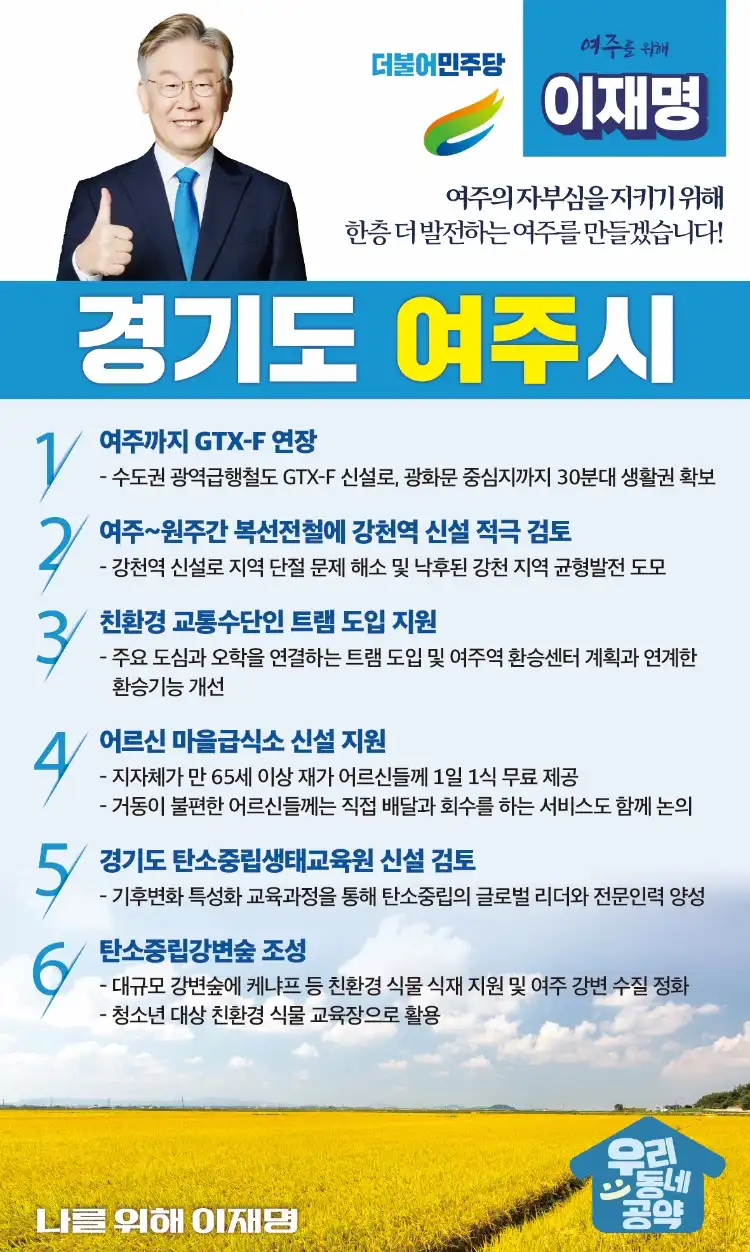 더불어민주당
여주를 위해
이재명
여주의 자부심을 지키기 위해
한층 더 발전하는 여주를 만들겠습니다!
경기도 여주시
1 여주까지 GTX-F 연장
- 수도권 광역급행철도 GTX-F 신설로, 광화문 중심지까지 30분대 생활권 확보
2 여주~원주간 복선전철에 강천역 신설 적극 검토
- 강천역 신설로 지역 단절 문제 해소 및 낙후된 강천 지역 균형발전 도모
3 친환경 교통수단인 트램 도입 지원
- 주요 도심과 오학을 연결하는 트램 도입 및 여주역 환승센터 계획과 연계한
환승기능 개선
4 어르신 마을급식소 신설 지원
- 지자체가 만 65세 이상 재가 어르신들께 1일 1식 무료 제공
- 거동이 불편한 어르신들께는 직접 배달과 회수를 하는 서비스도 함께 논의
5 경기도 탄소중립생태교육원 신설 검토
- 기후변화 특성화 교육과정을 통해 탄소중립의 글로벌 리더와 전문인력 양성
6 탄소중립강변숲 조성
- 대규모 강변숲에 케냐프 등 친환경 식물 식재 지원 및 여주 강변 수질 정화
- 청소년 대상 친환경 식물 교육장으로 활용
나를 위해 이재명
우리
동네
공약